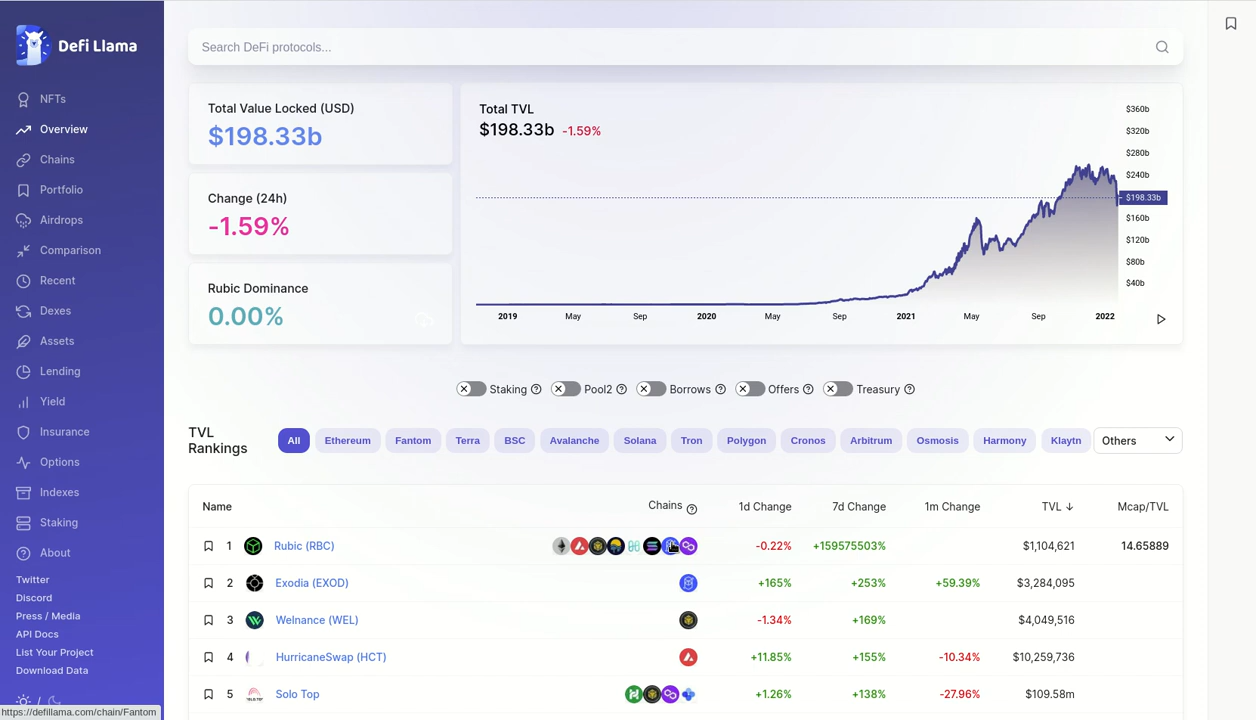 Defi Llama
NFTs
Overview
Chains
Portfolio
Airdrops
Comparison
Recent
Dexes
Assets
Lending
Yield
Insurance
Options
Indexes
Staking
About
Twitter
Discord
Press / Media
API Docs
List Your Project
Download Data
/
https://defillama.com/chain/Fantom
Search DeFi protocols...
Total Value Locked (USD)
$198.33b
Change (24h)
-1.59%
Rubic Dominance
0.00%
Total TVL
$198.33b -1.59%
$360b
$320b
$280b
$240b
$198.33b
$160b
$120b
$80b
$40b
2019 May Sep 2020 May Sep 2021 May Sep 2022
Staking Pool2 Borrows Offers Treasury
TVL Rankings
All Ethereum Fantom Terra BSC Avalanche Solana Tron Polygon Cronos Arbitrum Osmosis Harmony Klaytn Others
Name Chains 1d Change 7d Change 1m Change TVL ↓ Mcap/TVL
1 Rubic (RBC) -0.22% +159575503% $1,104,621 14.65889
2 Exodia (EXOD) +165% +253% +59.39% $3,284,095
3 Welnance (WEL) -1.34% +169% $4,049,516
4 HurricaneSwap (HCT) +11.85% +155% -10.34% $10,259,736
5 Solo Top +1.26% +138% -27.96% $109.58m